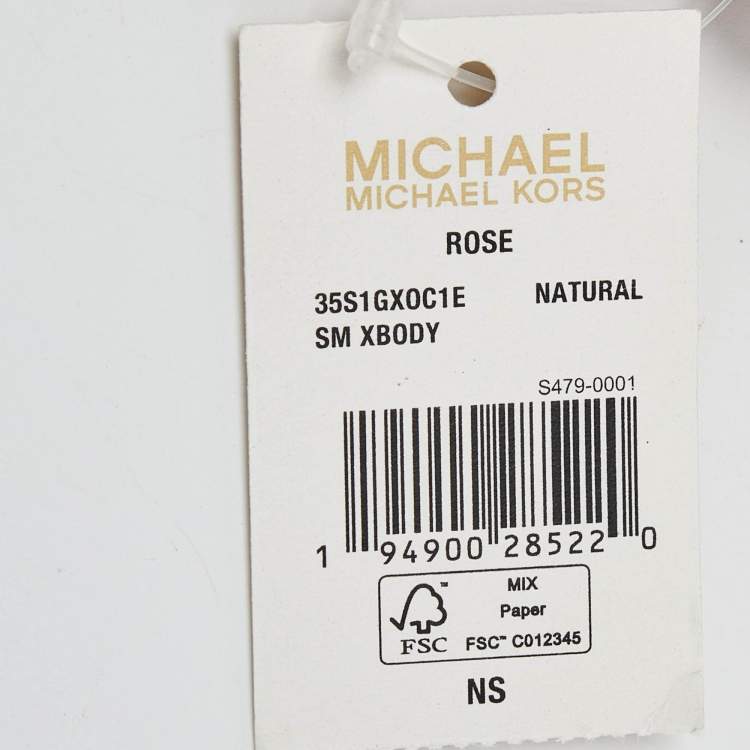 MICHAEL
MICHAEL KORS
ROSE
35S1GXOC1E NATURAL
SM XBODY
S479-0001
1 94900 28522 0
FSC™
MIX
Paper
FSC™ C012345
NS